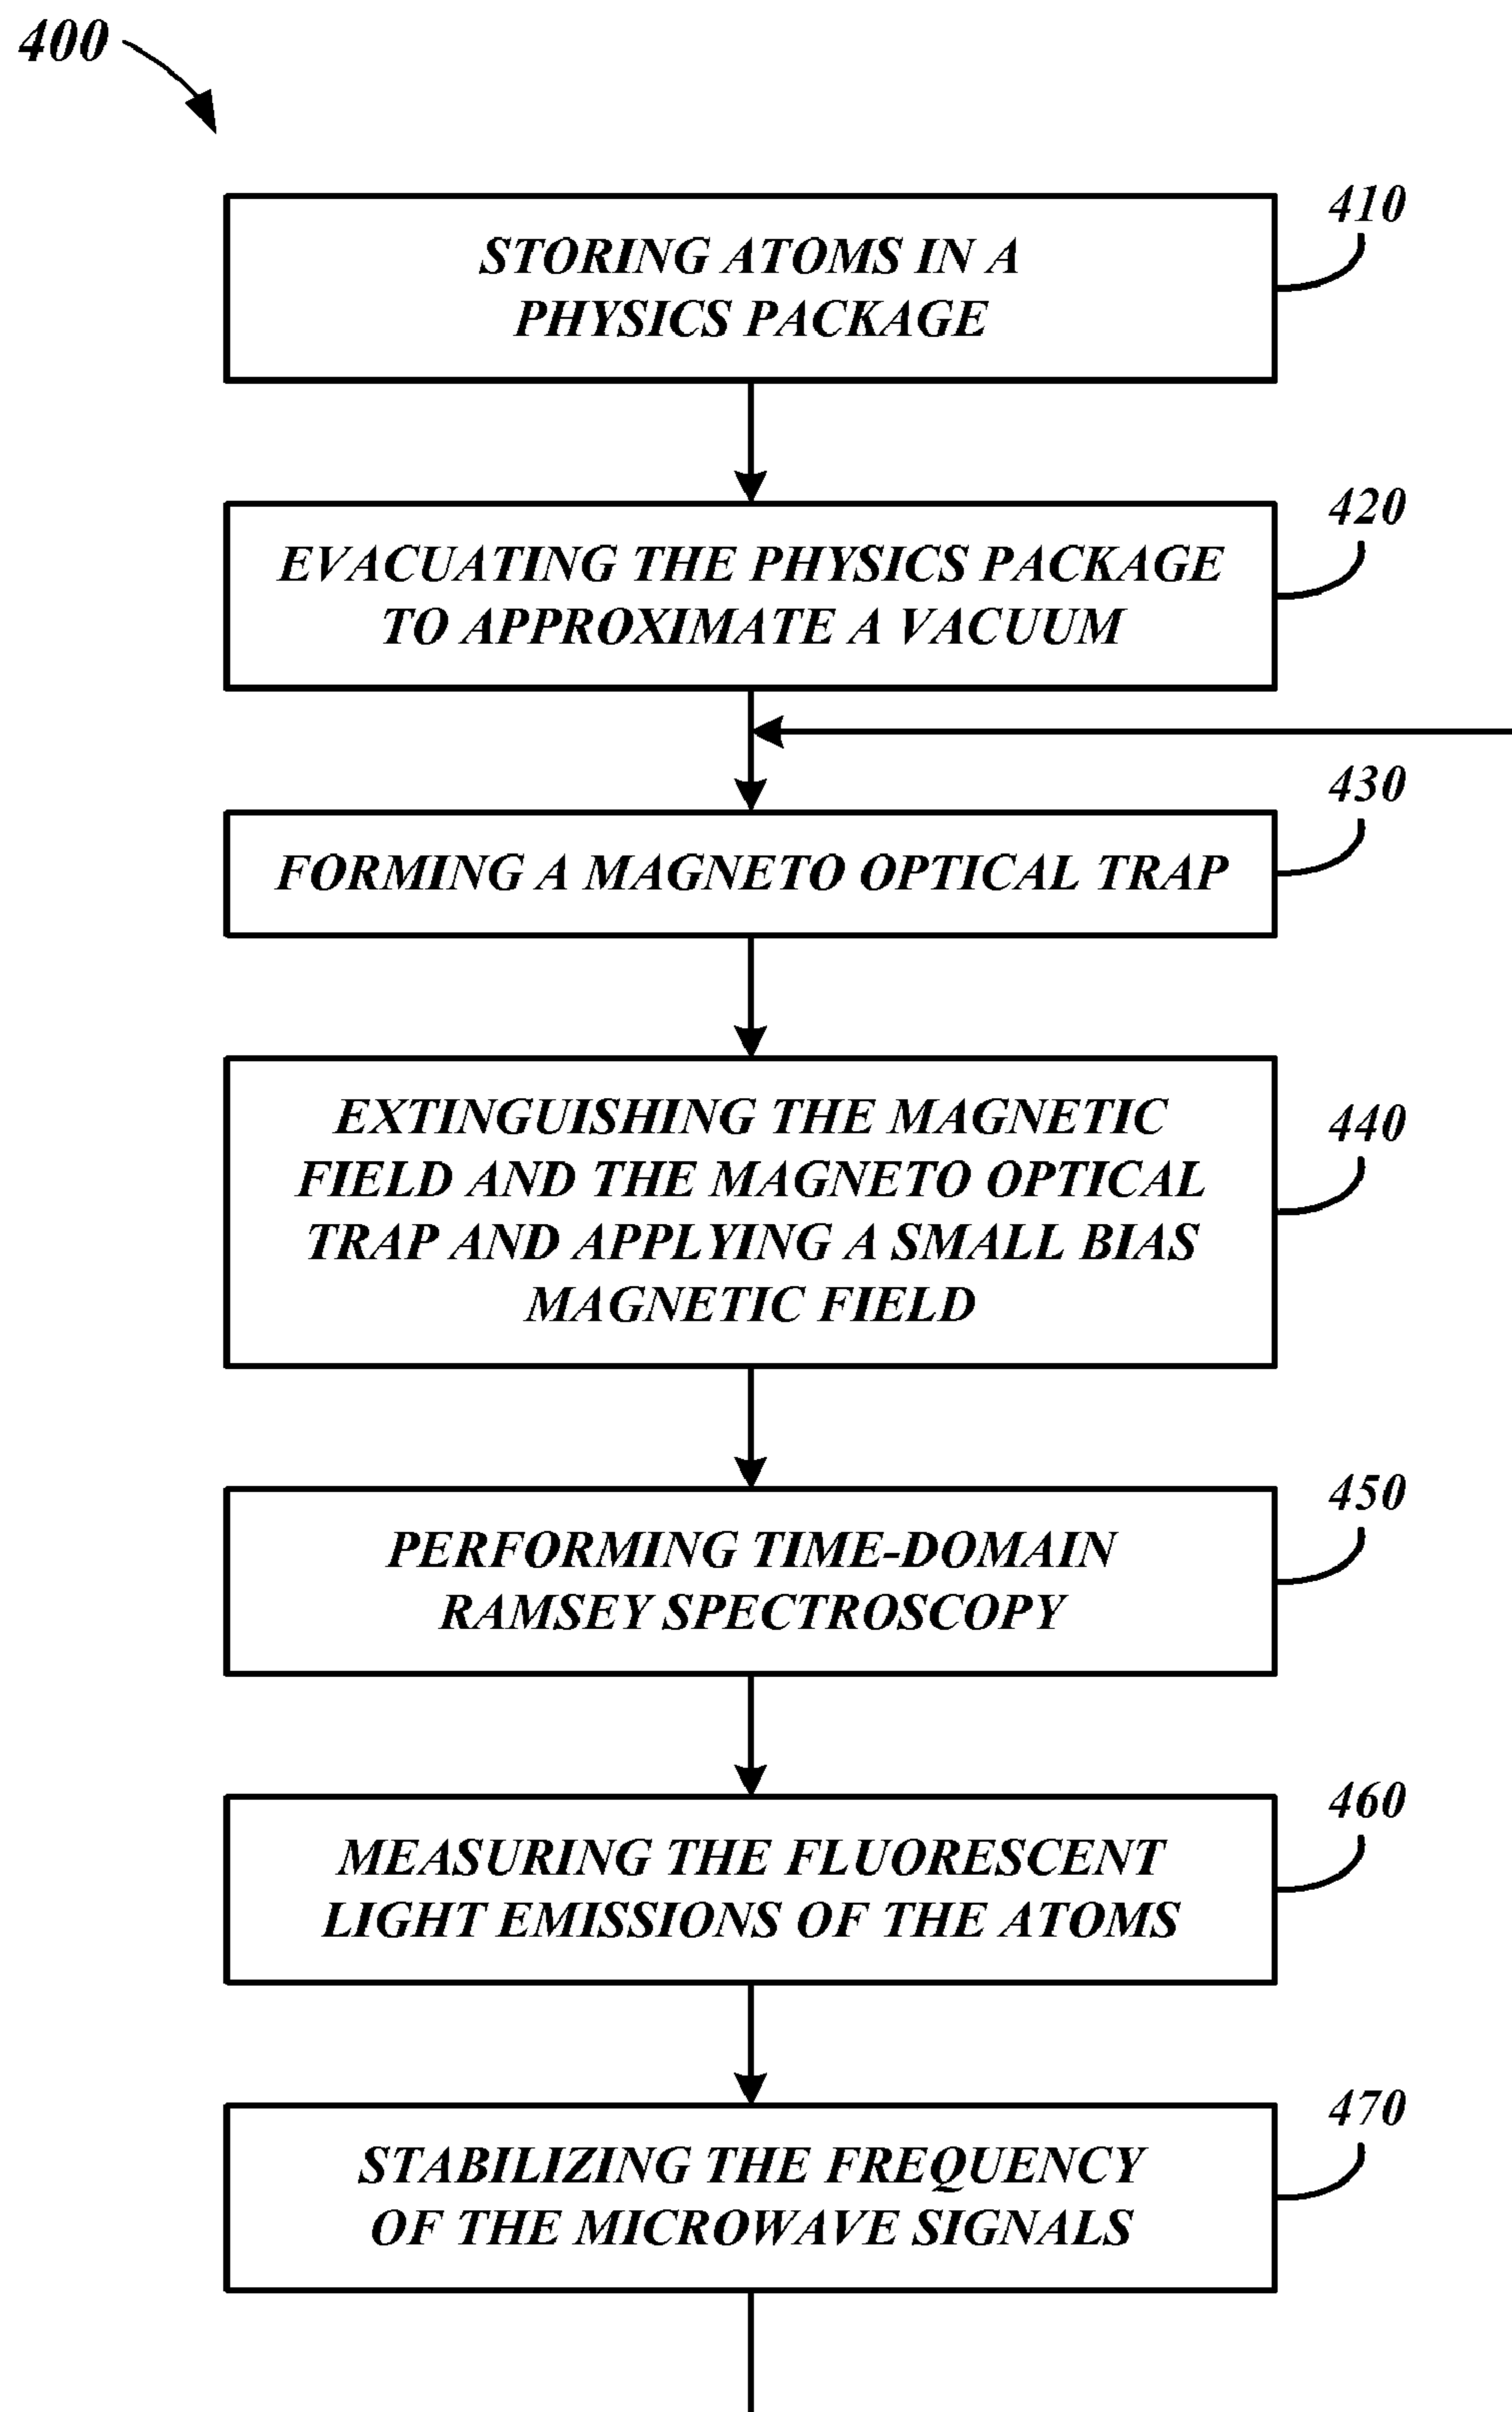 400
410
STORING ATOMS IN A
PHYSICS PACKAGE
420
EVACUATING THE PHYSICS PACKAGE
TO APPROXIMATE A VACUUM
430
FORMING A MAGNETO OPTICAL TRAP
440
EXTINGUISHING THE MAGNETIC
FIELD AND THE MAGNETO OPTICAL
TRAP AND APPLYING A SMALL BIAS
MAGNETIC FIELD
450
PERFORMING TIME-DOMAIN
RAMSEY SPECTROSCOPY
460
MEASURING THE FLUORESCENT
LIGHT EMISSIONS OF THE ATOMS
470
STABILIZING THE FREQUENCY
OF THE MICROWAVE SIGNALS